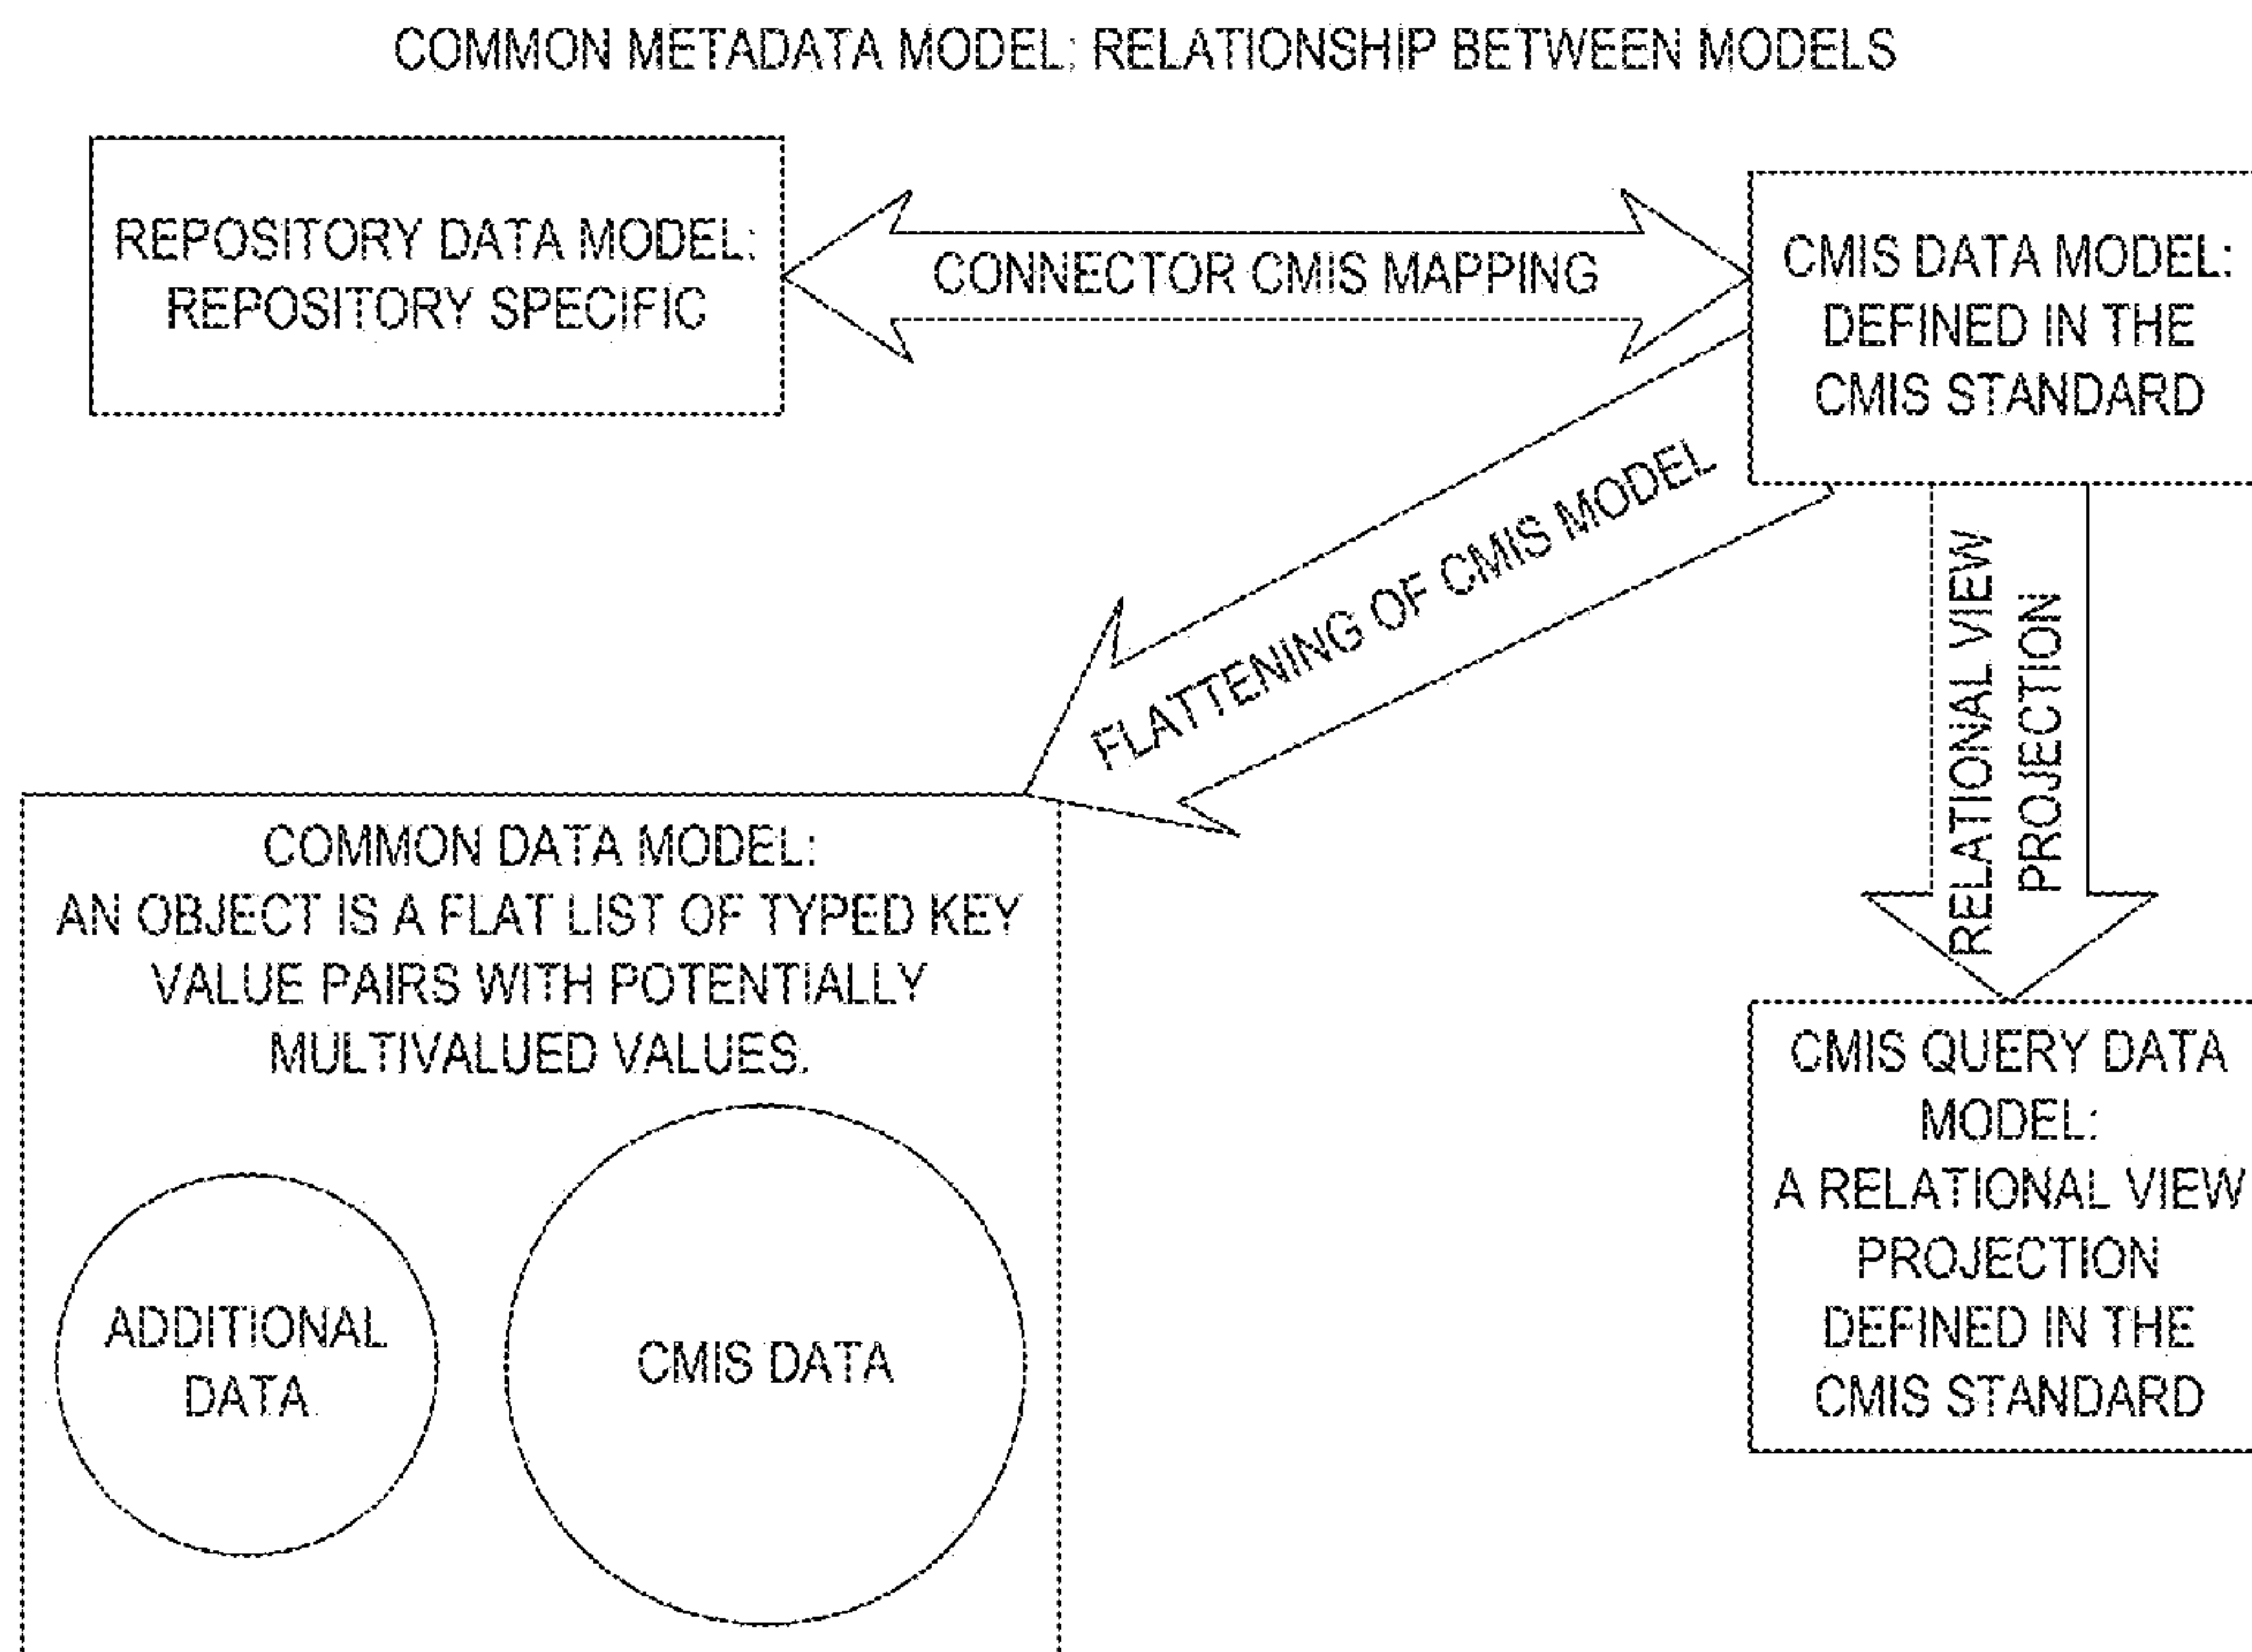 COMMON METADATA MODEL; RELATIONSHIP BETWEEN MODELS
REPOSITORY DATA MODEL:
REPOSITORY SPECIFIC
CONNECTOR CMIS MAPPING
CMIS DATA MODEL:
DEFINED IN THE
CMIS STANDARD
FLATTENING OF CMIS MODEL
RELATIONAL VIEW
PROJECTION
COMMON DATA MODEL:
AN OBJECT IS A FLAT LIST OF TYPED KEY
VALUE PAIRS WITH POTENTIALLY
MULTIVALUED VALUES.
ADDITIONAL
DATA
CMIS DATA
CMIS QUERY DATA
MODEL:
A RELATIONAL VIEW
PROJECTION
DEFINED IN THE
CMIS STANDARD